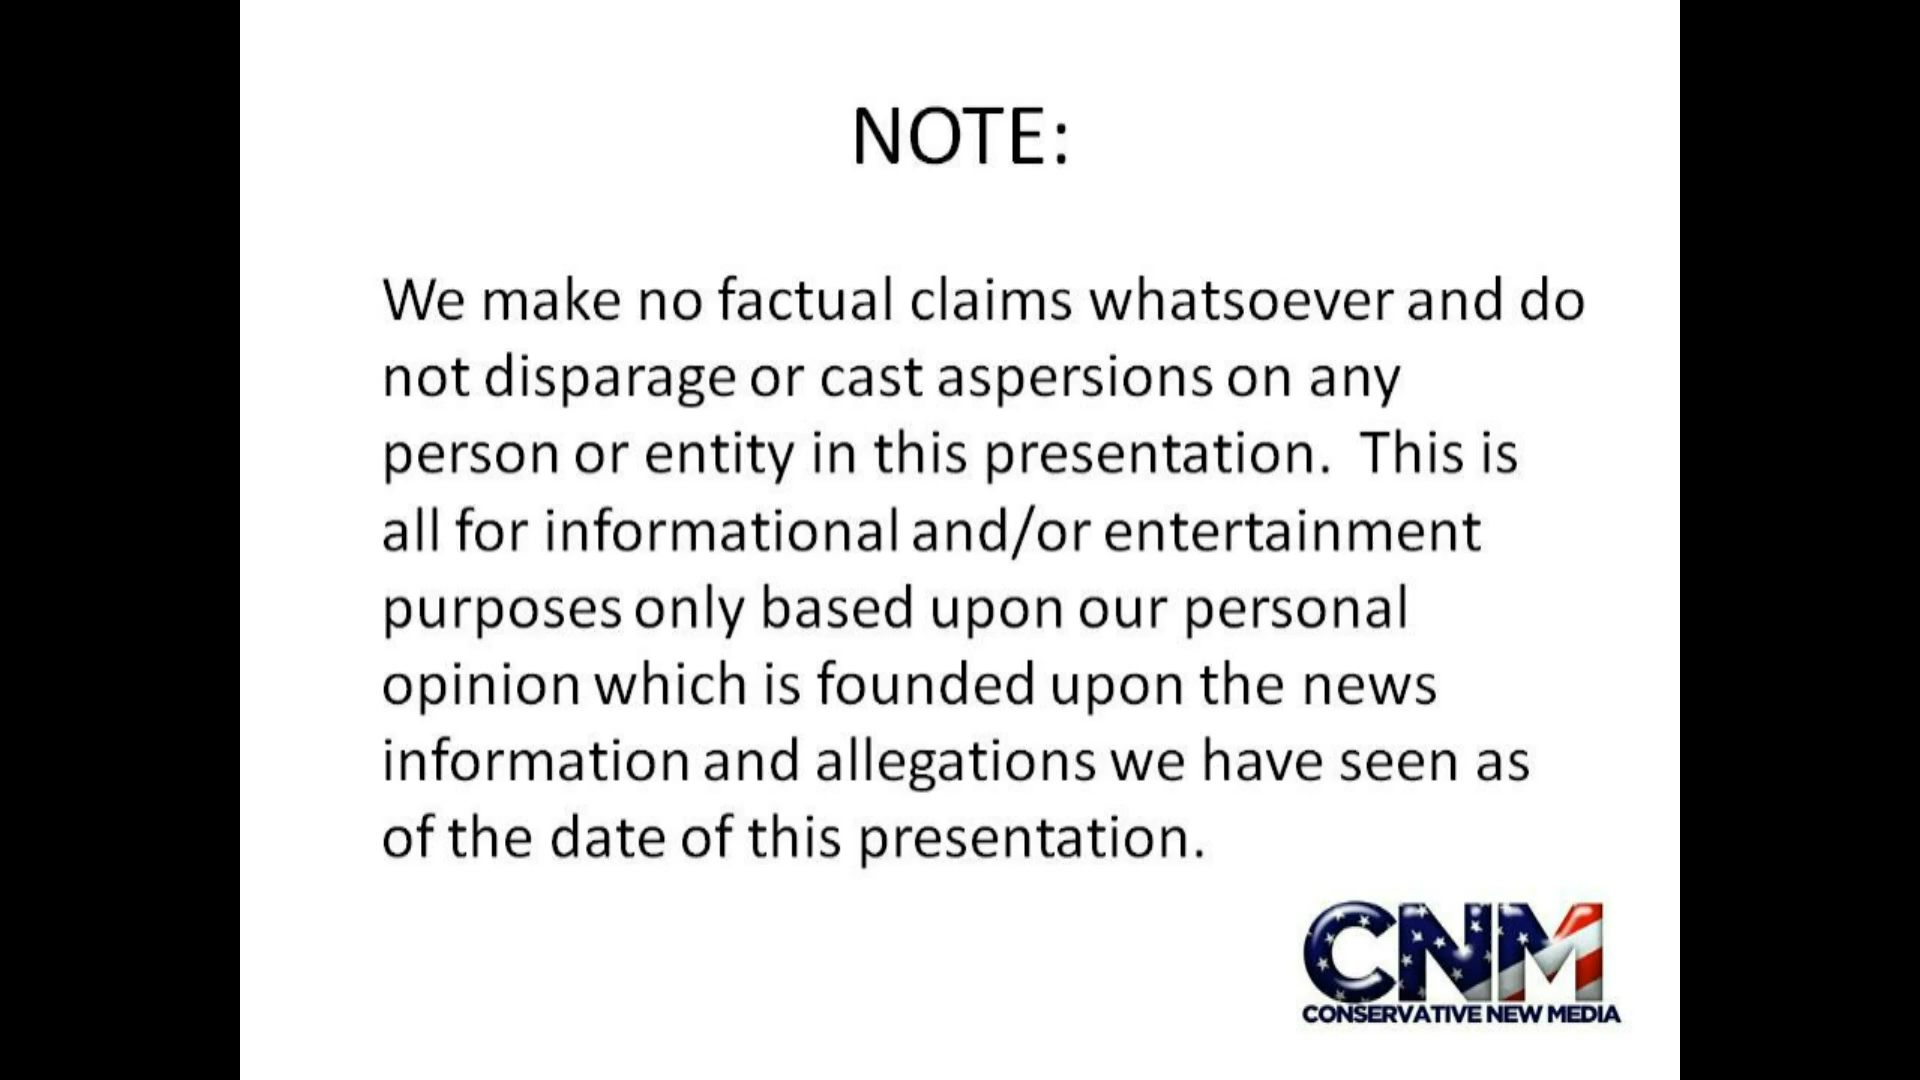 NOTE:
We make no factual claims whatsoever and do
not disparage or cast aspersions on any
person or entity in this presentation.  This is
all for informational and/or entertainment
purposes only based upon our personal
opinion which is founded upon the news
information and allegations we have seen as
of the date of this presentation.
CNM
CONSERVATIVE NEW MEDIA